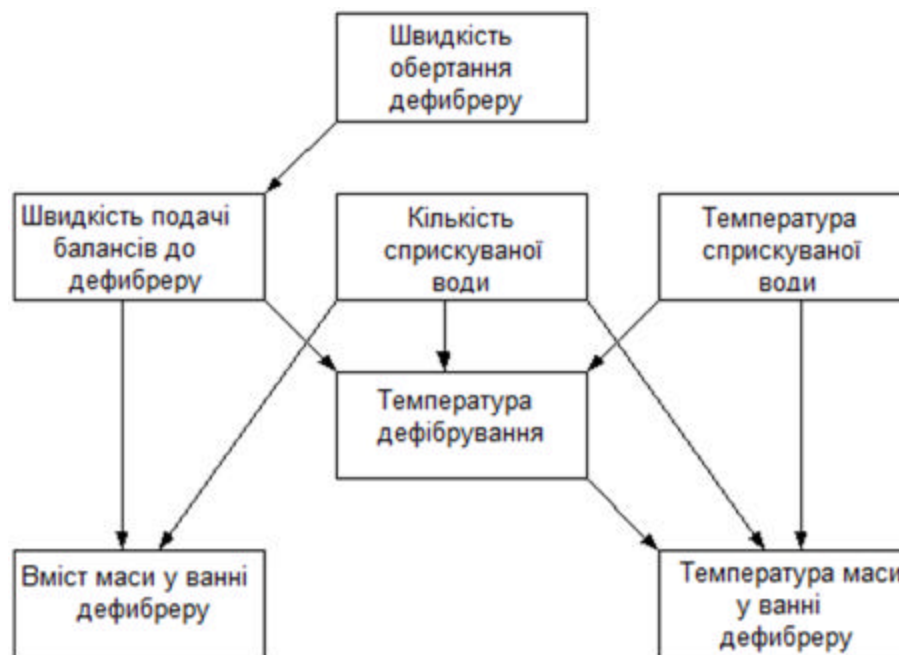 Швидкість
обертання
дефибреру
Швидкість подачі
балансів до
дефибреру
Кількість
сприскуваної
води
Температура
сприскуваної
води
Температура
дефібрування
Вміст маси у ванні
дефибреру
Температура маси
у ванні
дефибреру